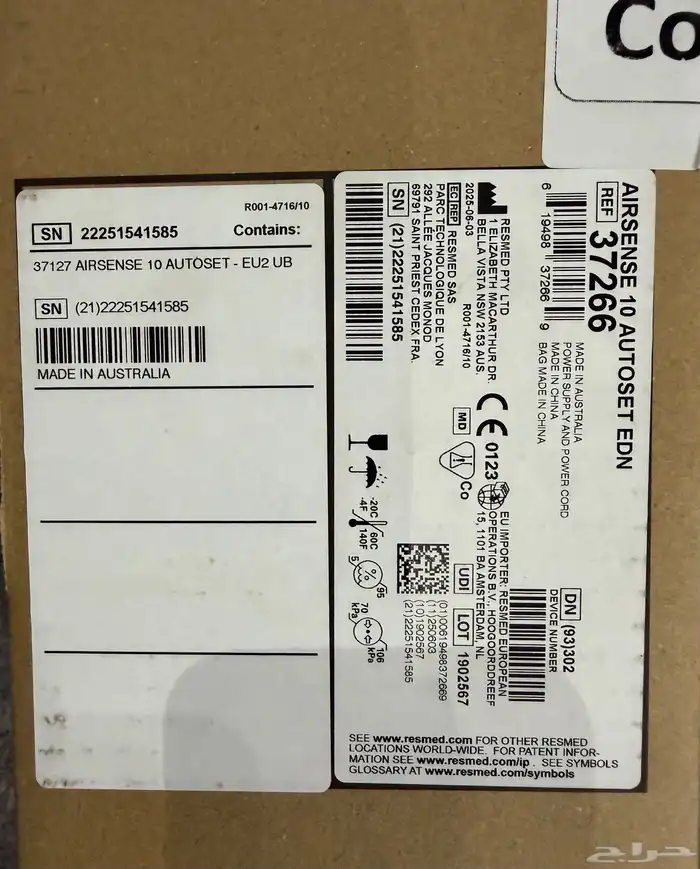 Co
R001-4716/10
SN 22251541585 Contains:
37127 AIRSENSE 10 AUTOSET - EU2 UB
SN (21)22251541585
MADE IN AUSTRALIA
AIRSENSE 10 AUTOSET EDN
REF 37266
6 19498 37266 9
MADE IN AUSTRALIA
POWER SUPPLY AND POWER CORD
MADE IN CHINA
BAG MADE IN CHINA
DN (93)302
DEVICE NUMBER
RESMED PTY LTD
1 ELIZABETH MACARTHUR DR.
BELLA VISTA NSW 2153 AUS.
2025-06-03
R001-4716/10
EC REP RESMED SAS
PARC TECHNOLOGIQUE DE LYON
292 ALLÉE JACQUES MONOD
69791 SAINT PRIEST CEDEX FRA.
SN (21)22251541585
CE 0123
MD
Co
EU IMPORTER: RESMED EUROPEAN
OPERATIONS B.V., HOOGOORDDREEF
15, 1101 BA AMSTERDAM, NL
UDI
LOT 1902567
(01)00619498372669
(11)250603
(10)1902567
(21)22251541585
-20C
-4F
60C
140F
5
%
95
70
kPa
106
kPa
SEE www.resmed.com FOR OTHER RESMED
LOCATIONS WORLD-WIDE. FOR PATENT INFOR-
MATION SEE www.resmed.com/ip . SEE SYMBOLS
GLOSSARY AT www.resmed.com/symbols
حراج